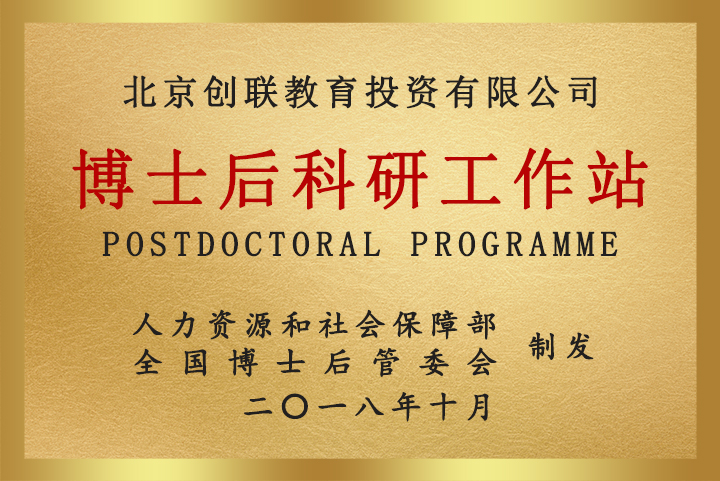 北京创联教育投资有限公司
博士后科研工作站
POSTDOCTORAL PROGRAMME
人力资源和社会保障部
全国博士后管委会
制发
二〇一八年十月